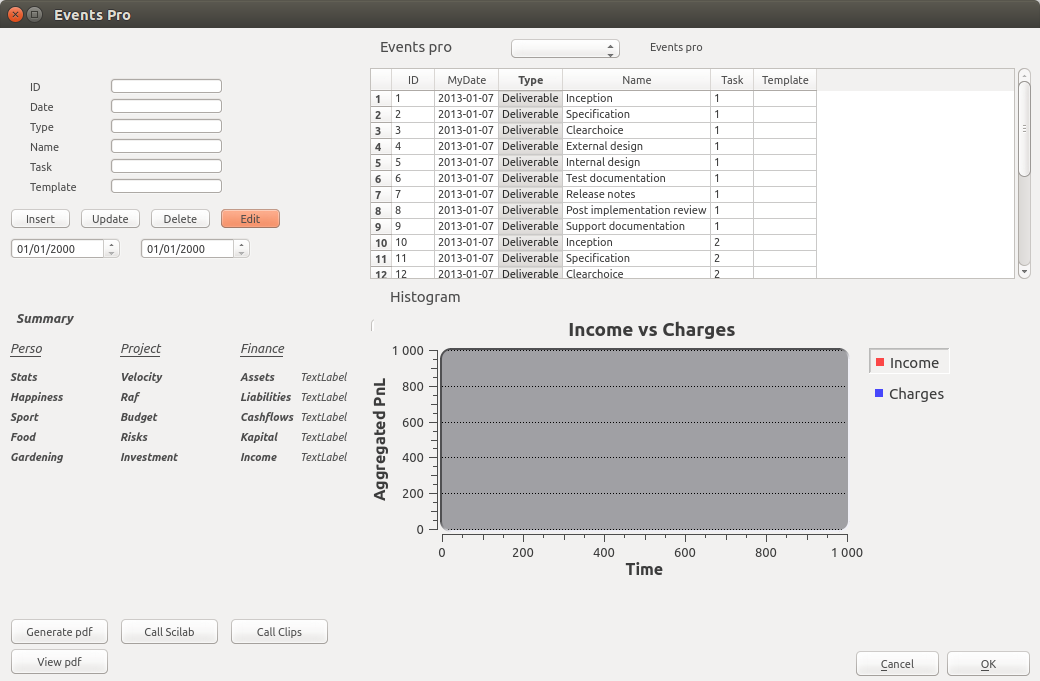 Events Pro
Events pro
Events pro
ID
Date
Type
Name
Task
Template
Insert Update Delete Edit
01/01/2000 01/01/2000
ID MyDate Type Name Task Template
1 1 2013-01-07 Deliverable Inception 1
2 2 2013-01-07 Deliverable Specification 1
3 3 2013-01-07 Deliverable Clearchoice 1
4 4 2013-01-07 Deliverable External design 1
5 5 2013-01-07 Deliverable Internal design 1
6 6 2013-01-07 Deliverable Test documentation 1
7 7 2013-01-07 Deliverable Release notes 1
8 8 2013-01-07 Deliverable Post implementation review 1
9 9 2013-01-07 Deliverable Support documentation 1
10 10 2013-01-07 Deliverable Inception 2
11 11 2013-01-07 Deliverable Specification 2
12 12 2013-01-07 Deliverable Clearchoice 2
Summary
Perso Project Finance
Stats Velocity Assets TextLabel
Happiness Raf Liabilities TextLabel
Sport Budget Cashflows TextLabel
Food Risks Kapital TextLabel
Gardening Investment Income TextLabel
Histogram
Income vs Charges
Aggregated PnL
1 000
800
600
400
200
0
0 200 400 600 800 1 000
Time
Income
Charges
Generate pdf Call Scilab Call Clips
View pdf
Cancel OK